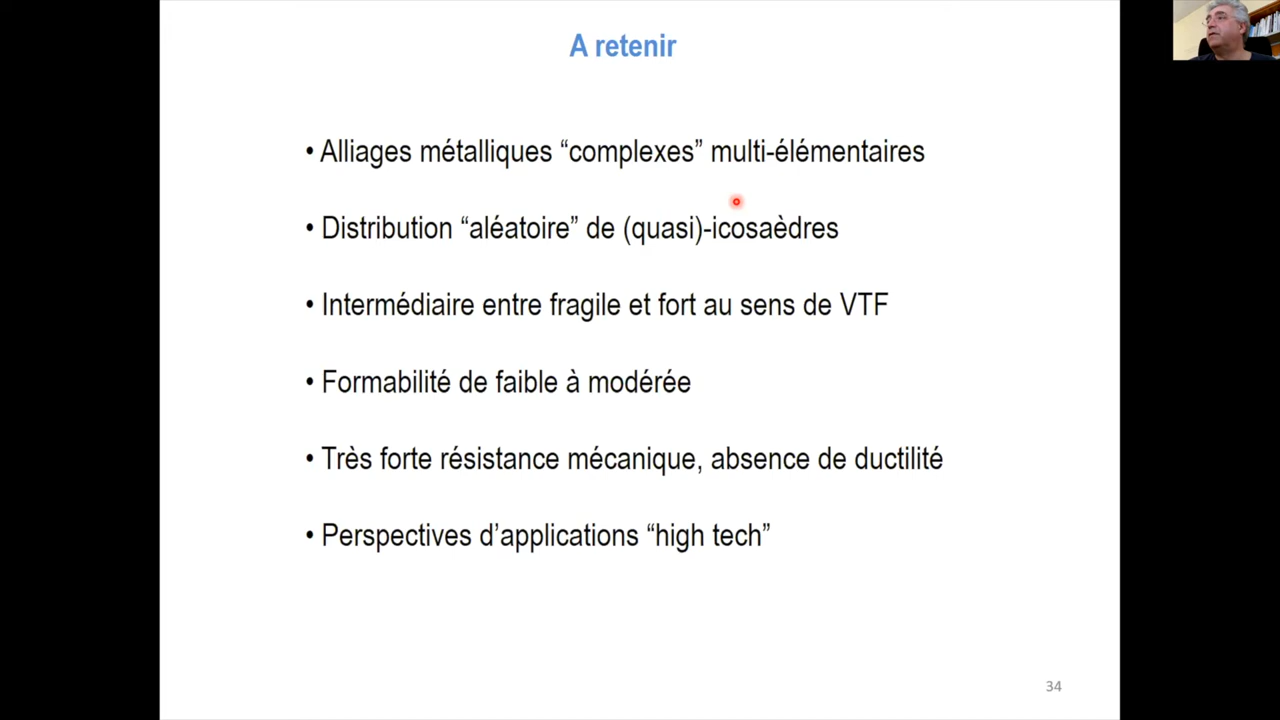 A retenir
• Alliages métalliques “complexes” multi-élémentaires
• Distribution “aléatoire” de (quasi)-icosaèdres
• Intermédiaire entre fragile et fort au sens de VTF
• Formabilité de faible à modérée
• Très forte résistance mécanique, absence de ductilité
• Perspectives d’applications “high tech”
34